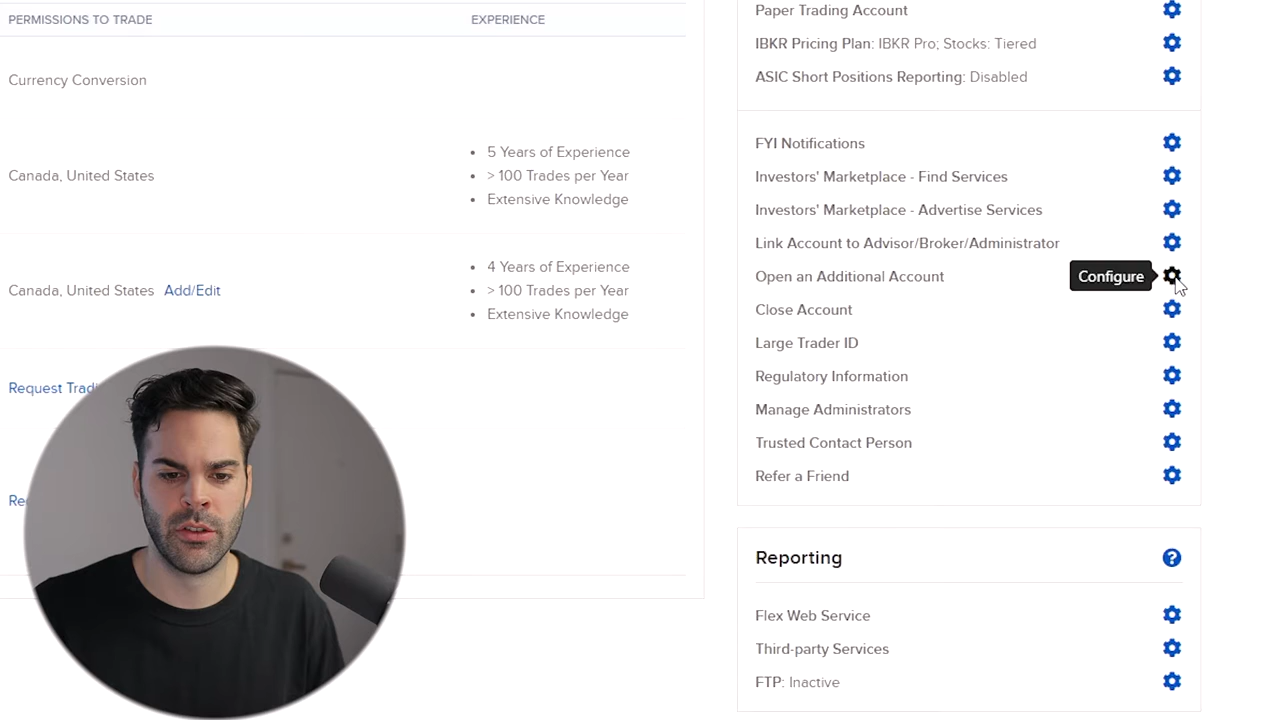 PERMISSIONS TO TRADE
EXPERIENCE
Currency Conversion
Canada, United States
5 Years of Experience
> 100 Trades per Year
Extensive Knowledge
Canada, United States Add/Edit
4 Years of Experience
> 100 Trades per Year
Extensive Knowledge
Request
Paper Trading Account
IBKR Pricing Plan: IBKR Pro; Stocks: Tiered
ASIC Short Positions Reporting: Disabled
FYI Notifications
Investors' Marketplace - Find Services
Investors' Marketplace - Advertise Services
Link Account to Advisor/Broker/Administrator
Open an Additional Account
Configure
Close Account
Large Trader ID
Regulatory Information
Manage Administrators
Trusted Contact Person
Refer a Friend
Reporting
?
Flex Web Service
Third-party Services
FTP: Inactive